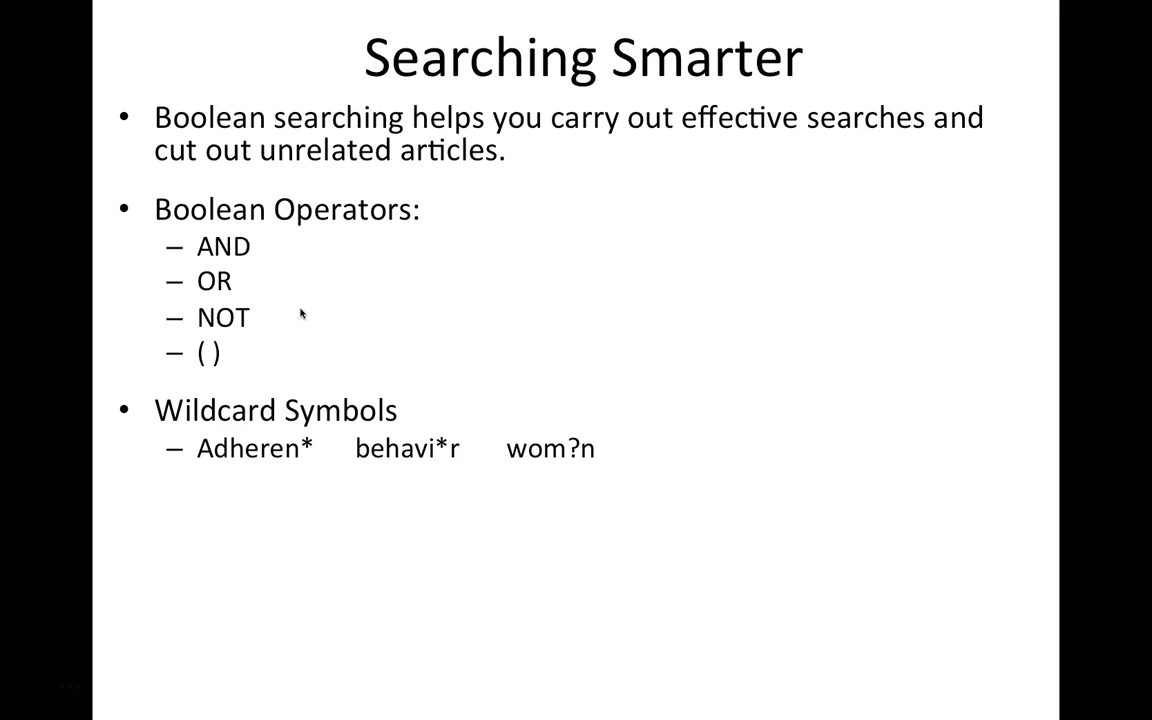 Searching Smarter
• Boolean searching helps you carry out effective searches and
cut out unrelated articles.
• Boolean Operators:
– AND
– OR
– NOT
– ( )
• Wildcard Symbols
– Adheren* behavi*r wom?n